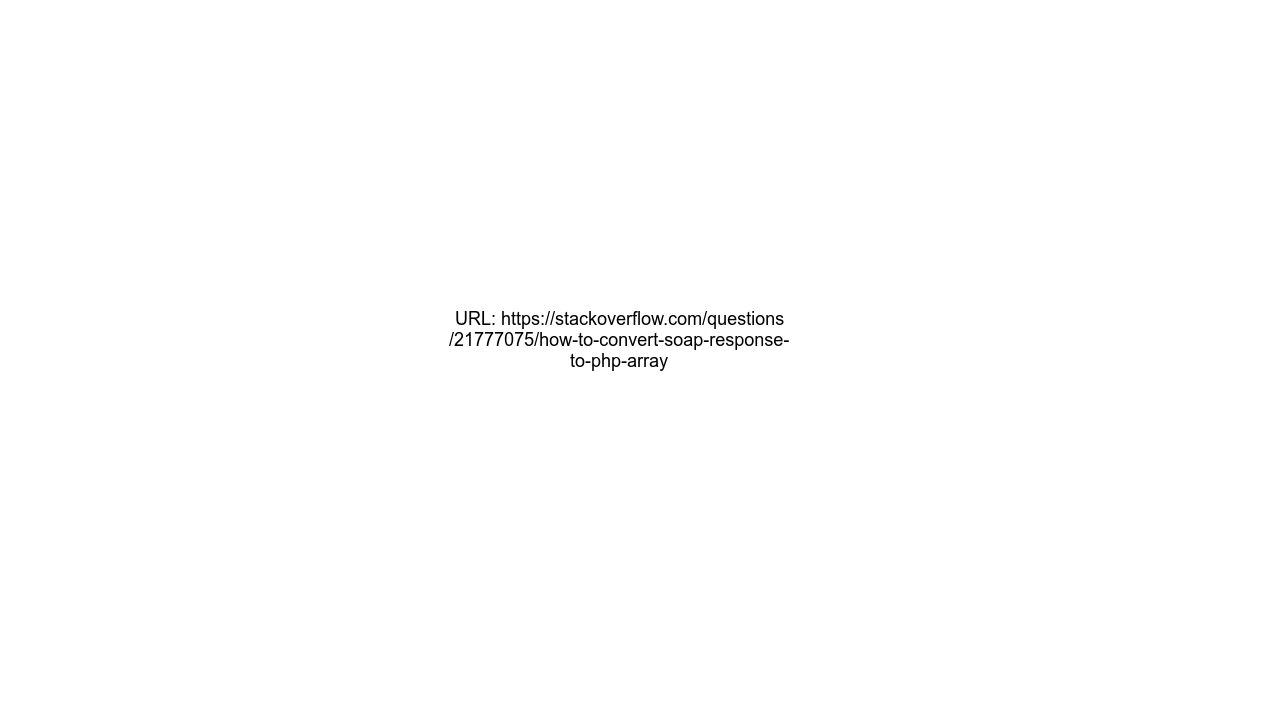 URL: https://stackoverflow.com/questions
/21777075/how-to-convert-soap-response-
to-php-array